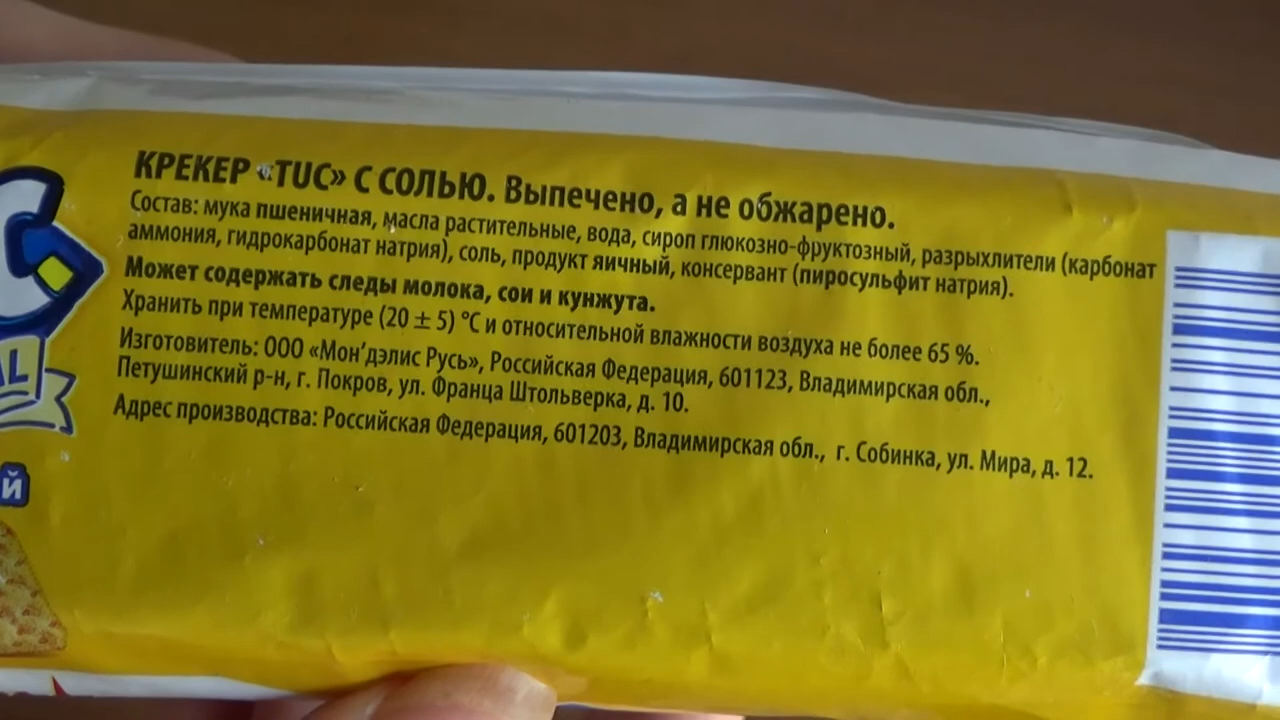 КРЕКЕР «TUC» С СОЛЬЮ. Выпечено, а не обжарено.
Состав: мука пшеничная, масла растительные, вода, сироп глюкозно-фруктозный, разрыхлители (карбонат
аммония, гидрокарбонат натрия), соль, продукт яичный, консервант (пиросульфит натрия).
Может содержать следы молока, сои и кунжута.
Хранить при температуре (20 ± 5) °С и относительной влажности воздуха не более 65 %.
Изготовитель: ООО «Мон’дэлис Русь», Российская Федерация, 601123, Владимирская обл.,
Петушинский р-н, г. Покров, ул. Франца Штольверка, д. 10.
Адрес производства: Российская Федерация, 601203, Владимирская обл., г. Собинка, ул. Мира, д. 12.